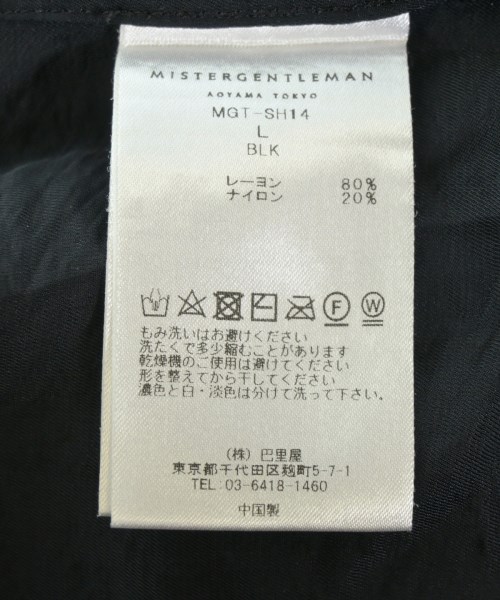 MISTERGENTLEMAN
AOYAMA TOKYO
MGT-SH14
L
BLK
レーヨン 80%
ナイロン 20%
F W
もみ洗いはお避けください
洗たくで多少縮むことがあります
乾燥機のご使用は避けてください
形を整えてから干してください
濃色と白・淡色は分けて洗って下さい。
(株) 巴里屋
東京都千代田区麹町5-7-1
TEL:03-6418-1460
中国製